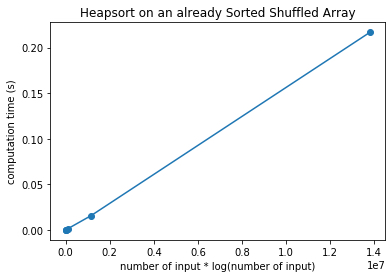 Heapsort on an already Sorted Shuffled Array
computation time (s)
0.20
0.15
0.10
0.05
0.00
0.0 0.2 0.4 0.6 0.8 1.0 1.2 1.4
1e7
number of input * log(number of input)